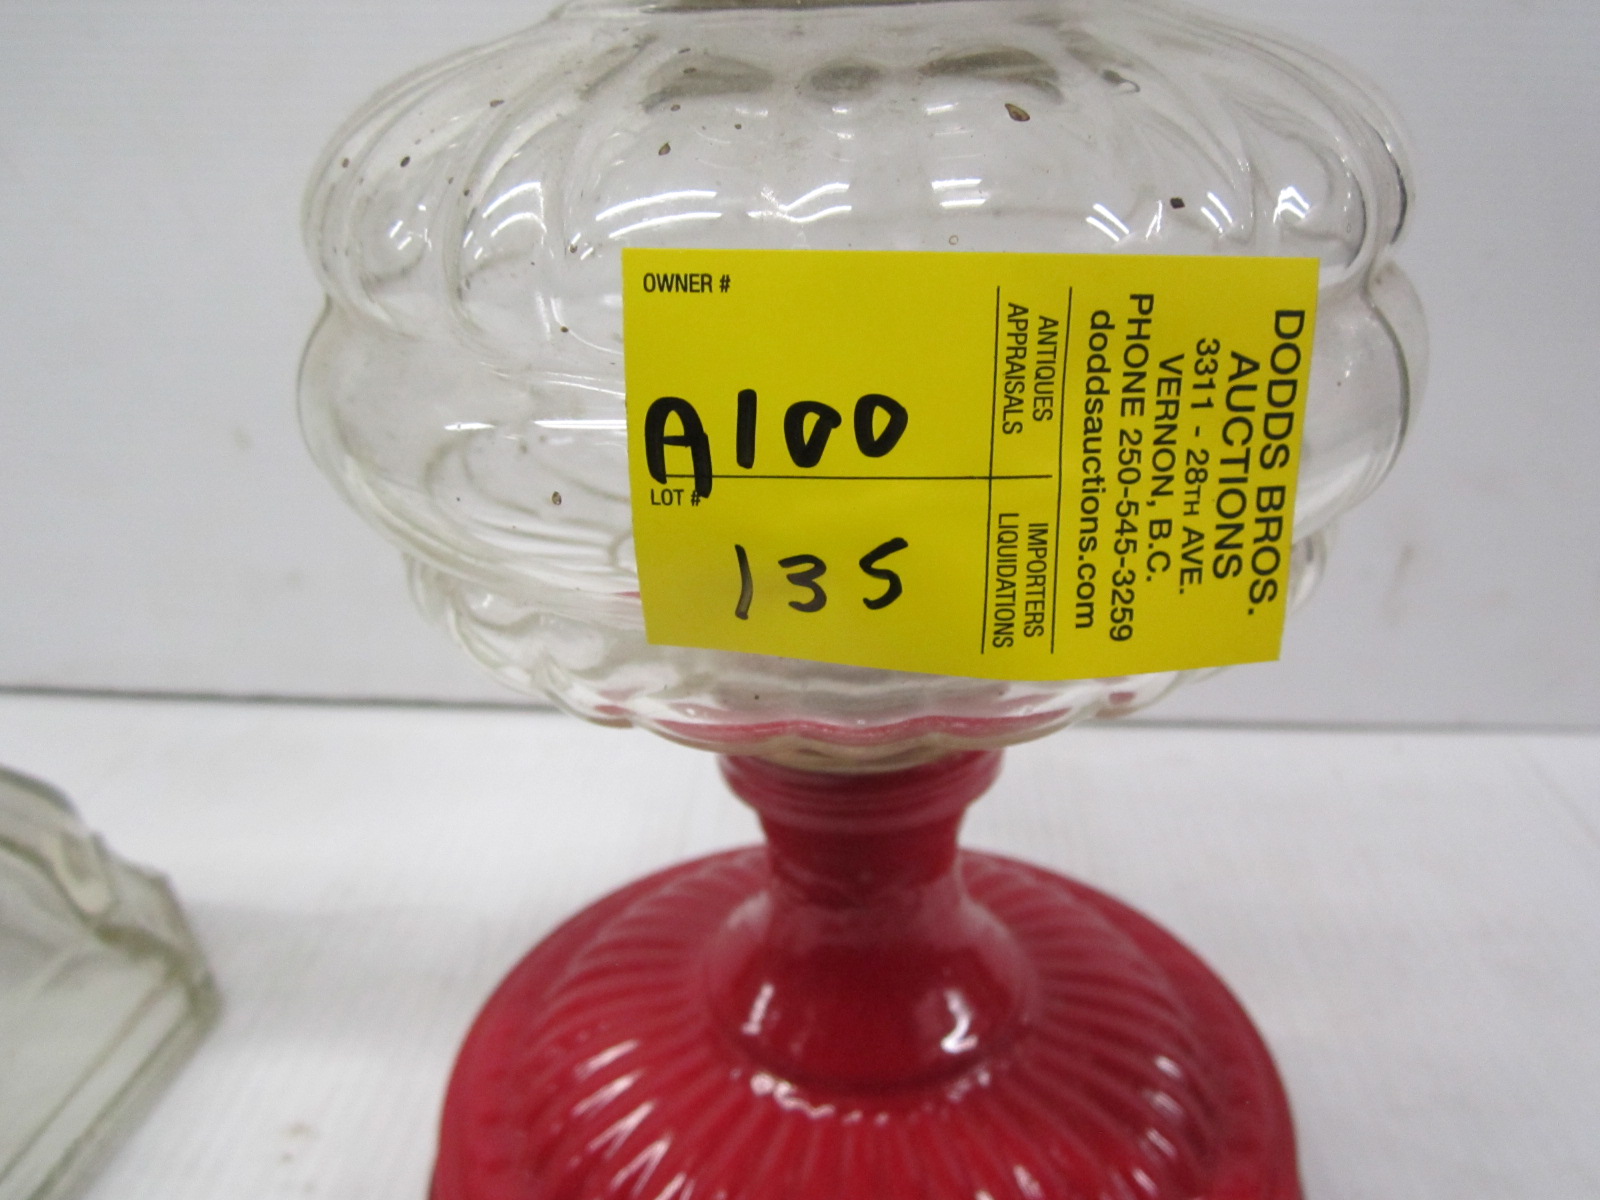 OWNER #
A100
LOT #
135
ANTIQUES
APPRAISALS
IMPORTERS
LIQUIDATIONS
DODDS BROS.
AUCTIONS
3311 - 28TH AVE.
VERNON, B.C.
PHONE 250-545-3259
doddsauctions.com